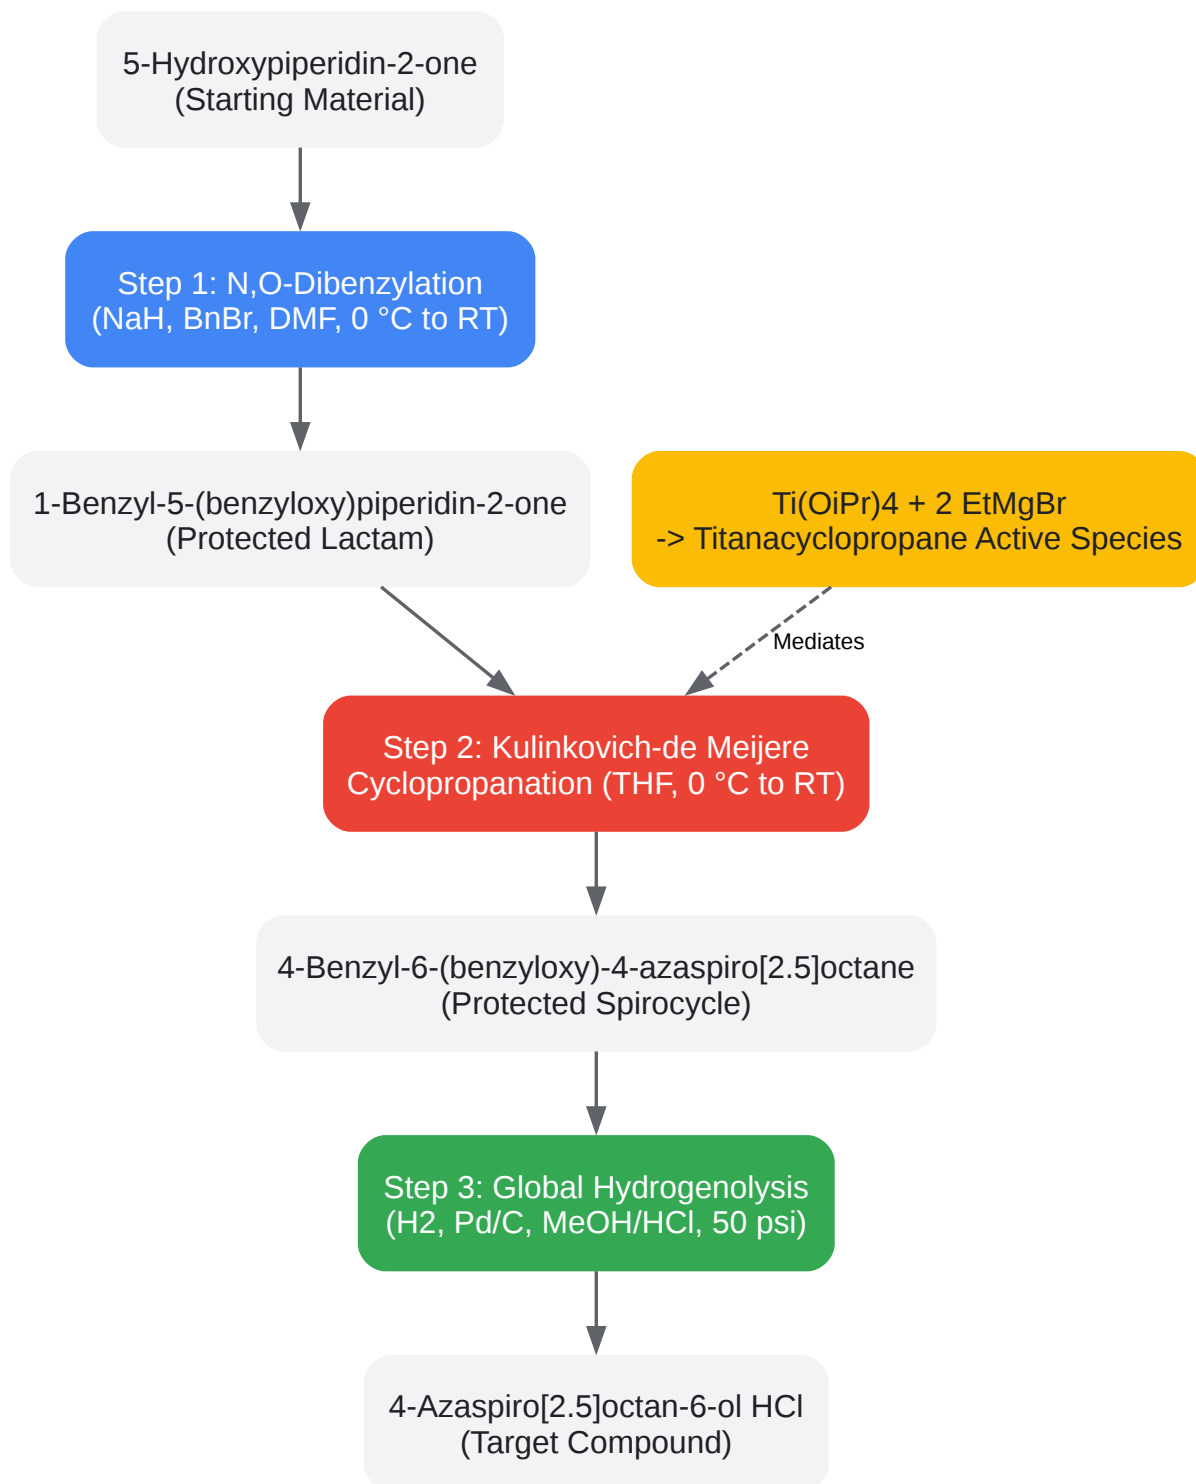 5-Hydroxypiperidin-2-one
(Starting Material)
Step 1: N,O-Dibenzylation
(NaH, BnBr, DMF, 0 °C to RT)
1-Benzyl-5-(benzyloxy)piperidin-2-one
(Protected Lactam)
Ti(OiPr)4 + 2 EtMgBr
-> Titanacyclopropane Active Species
Mediates
Step 2: Kulinkovich-de Meijere
Cyclopropanation (THF, 0 °C to RT)
4-Benzyl-6-(benzyloxy)-4-azaspiro[2.5]octane
(Protected Spirocycle)
Step 3: Global Hydrogenolysis
(H2, Pd/C, MeOH/HCl, 50 psi)
4-Azaspiro[2.5]octan-6-ol HCl
(Target Compound)